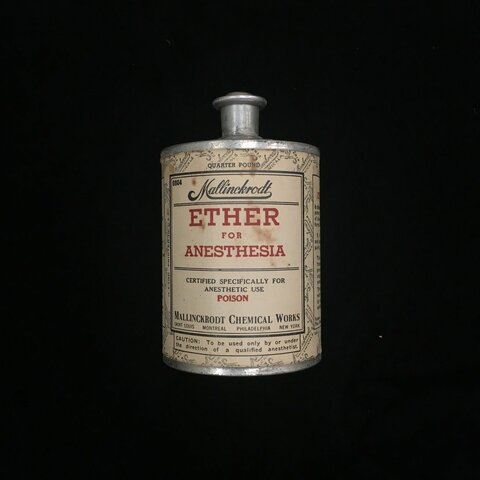 QUARTER POUND
Mallinckrodt
ETHER
FOR
ANESTHESIA
CERTIFIED SPECIFICALLY FOR
ANESTHETIC USE
POISON
MALLINCKRODT CHEMICAL WORKS
SAINT LOUIS MONTREAL PHILADELPHIA NEW YORK
CAUTION: To be used only by or under
the direction of a qualified anesthetist.